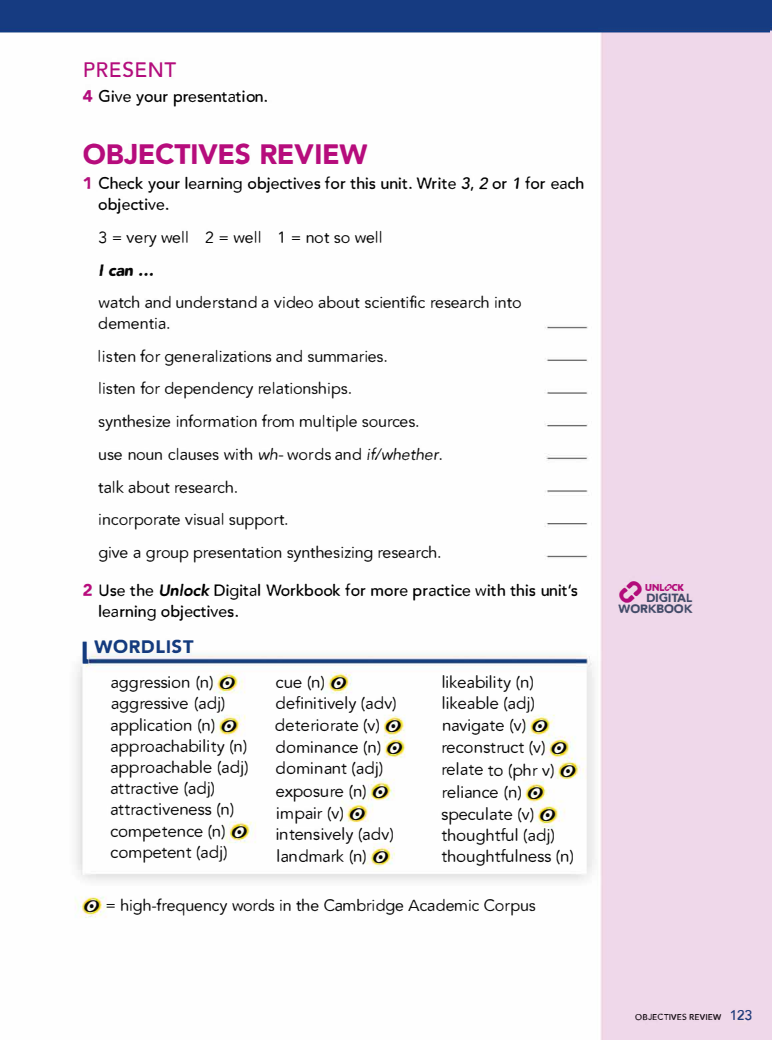 PRESENT
4 Give your presentation.
OBJECTIVES REVIEW
1 Check your learning objectives for this unit. Write 3, 2 or 1 for each
objective.
3 = very well 2 = well 1 = not so well
I can ...
watch and understand a video about scientific research into
dementia.
listen for generalizations and summaries.
listen for dependency relationships.
synthesize information from multiple sources.
use noun clauses with wh- words and if/whether.
talk about research.
incorporate visual support.
give a group presentation synthesizing research.
2 Use the Unlock Digital Workbook for more practice with this unit's
learning objectives.
UNLOCK
DIGITAL
WORKBOOK
WORDLIST
aggression (n)
aggressive (adj)
application (n)
approachability (n)
approachable (adj)
attractive (adj)
attractiveness (n)
competence (n)
competent (adj)
cue (n)
definitively (adv)
deteriorate (v)
dominance (n)
dominant (adj)
exposure (n)
impair (v)
intensively (adv)
landmark (n)
likeability (n)
likeable (adj)
navigate (v)
reconstruct (v)
relate to (phr v)
reliance (n)
speculate (v)
thoughtful (adj)
thoughtfulness (n)
= high-frequency words in the Cambridge Academic Corpus
OBJECTIVES REVIEW 123